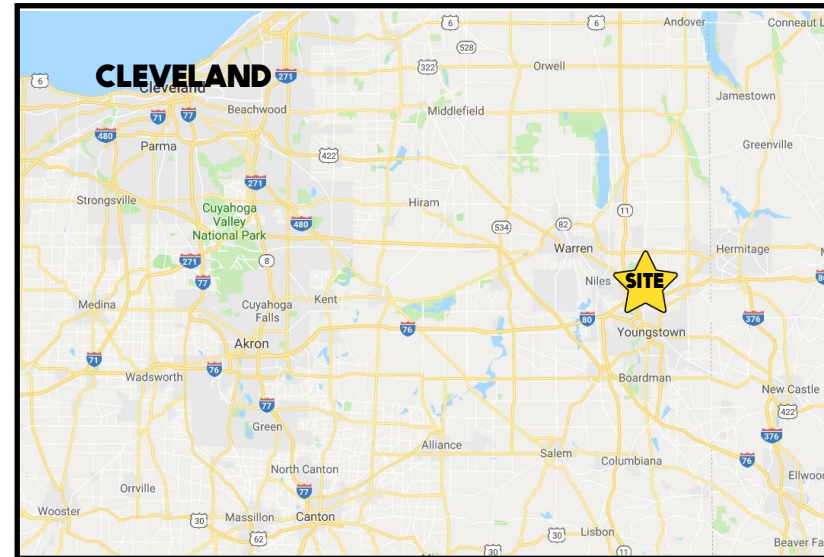 6
6
Andover
Conneaut L
528
CLEVELAND
271
322
Orwell
6
Cleveland
Jamestown
71
77
Beachwood
Middlefield
480
Parma
422
Greenville
271
Strongsville
Cuyahoga
Valley
National Park
Hiram
11
480
534
82
Warren
Hermitage
271
8
77
Niles
SITE
80
Medina
Cuyahoga
Falls
Kent
76
80
376
Youngstown
Akron
71
76
Wadsworth
Boardman
New Castle
77
422
Green
376
Alliance
Salem
Columbiana
76
North Canton
Ellwoo
Orrville
77
Wooster
30
Massillon
Canton
62
30
30
Lisbon
11
Beaver Fa